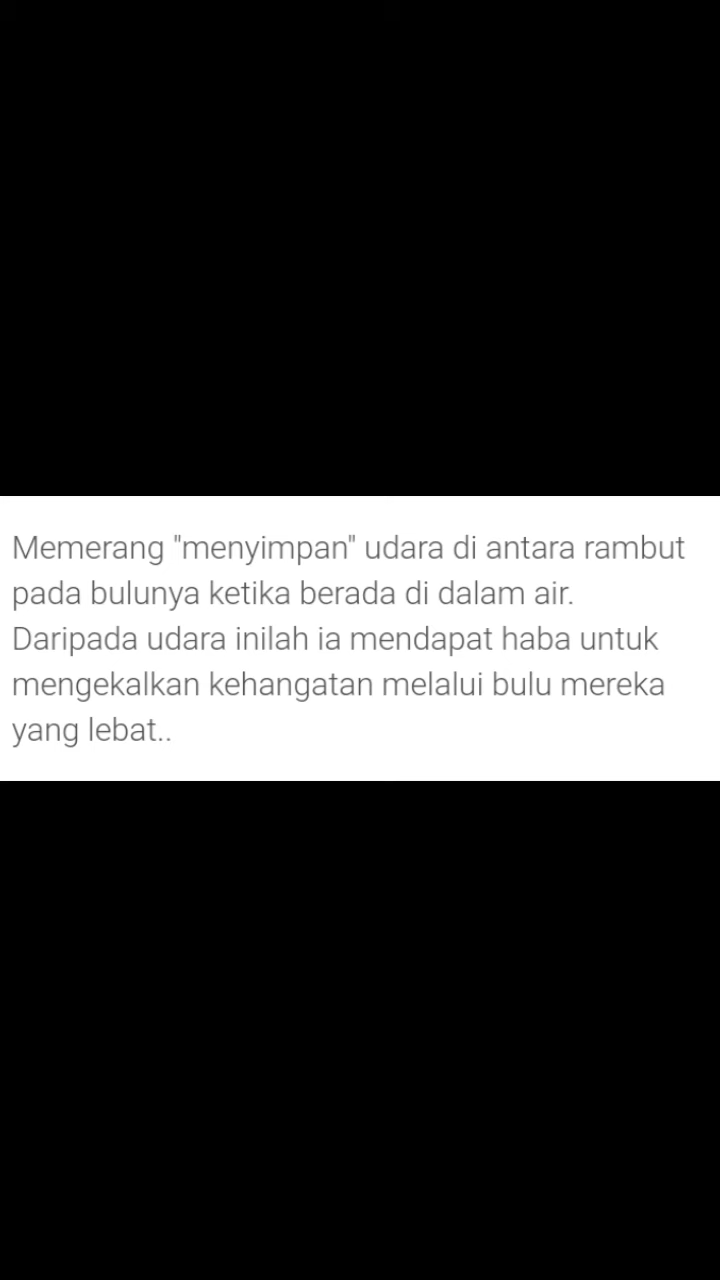 Memerang "menyimpan" udara di antara rambut
pada bulunya ketika berada di dalam air.
Daripada udara inilah ia mendapat haba untuk
mengekalkan kehangatan melalui bulu mereka
yang lebat..